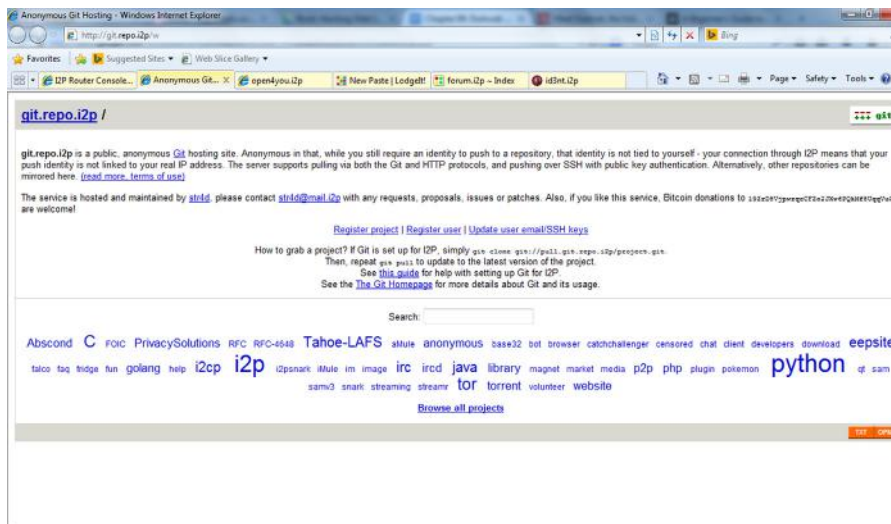 Anonymous Git Hosting - Windows Internet Explorer
http://git.repo.i2p/w
Bing
Favorites Suggested Sites Web Slice Gallery
I2P Router Console... Anonymous Git... X open4you.i2p New Paste | LodgeIt! forum.i2p ~ Index id3nt.i2p Page Safety Tools
git.repo.i2p /
git
git.repo.i2p is a public, anonymous Git hosting site. Anonymous in that, while you still require an identity to push to a repository, that identity is not tied to yourself - your connection through I2P means that your
push identity is not linked to your real IP address. The server supports pulling via both the Git and HTTP protocols, and pushing over SSH with public key authentication. Alternatively, other repositories can be
mirrored here. (read more, terms of use)
The service is hosted and maintained by str4d, please contact str4d@mail.i2p with any requests, proposals, issues or patches. Also, if you like this service, Bitcoin donations to
are welcome!
Register project | Register user | Update user email/SSH keys
How to grab a project? If Git is set up for I2P, simply git clone git://pull.git.repo.i2p/project.git.
Then, repeat git pull to update to the latest version of the project.
See this guide for help with setting up Git for I2P.
See the The Git Homepage for more details about Git and its usage.
Search:
Abscond C FOIC PrivacySolutions RFC RFC-4648 Tahoe-LAFS aMule anonymous base32 bot browser catchchallenger censored chat client developers download eepsite
falco faq fridge fun golang help i2cp i2p i2psnark iMule im image irc ircd java library magnet market media p2p php plugin pokemon python qt sam
samv3 snark streaming streamr tor torrent volunteer website
Browse all projects
TXT OPM